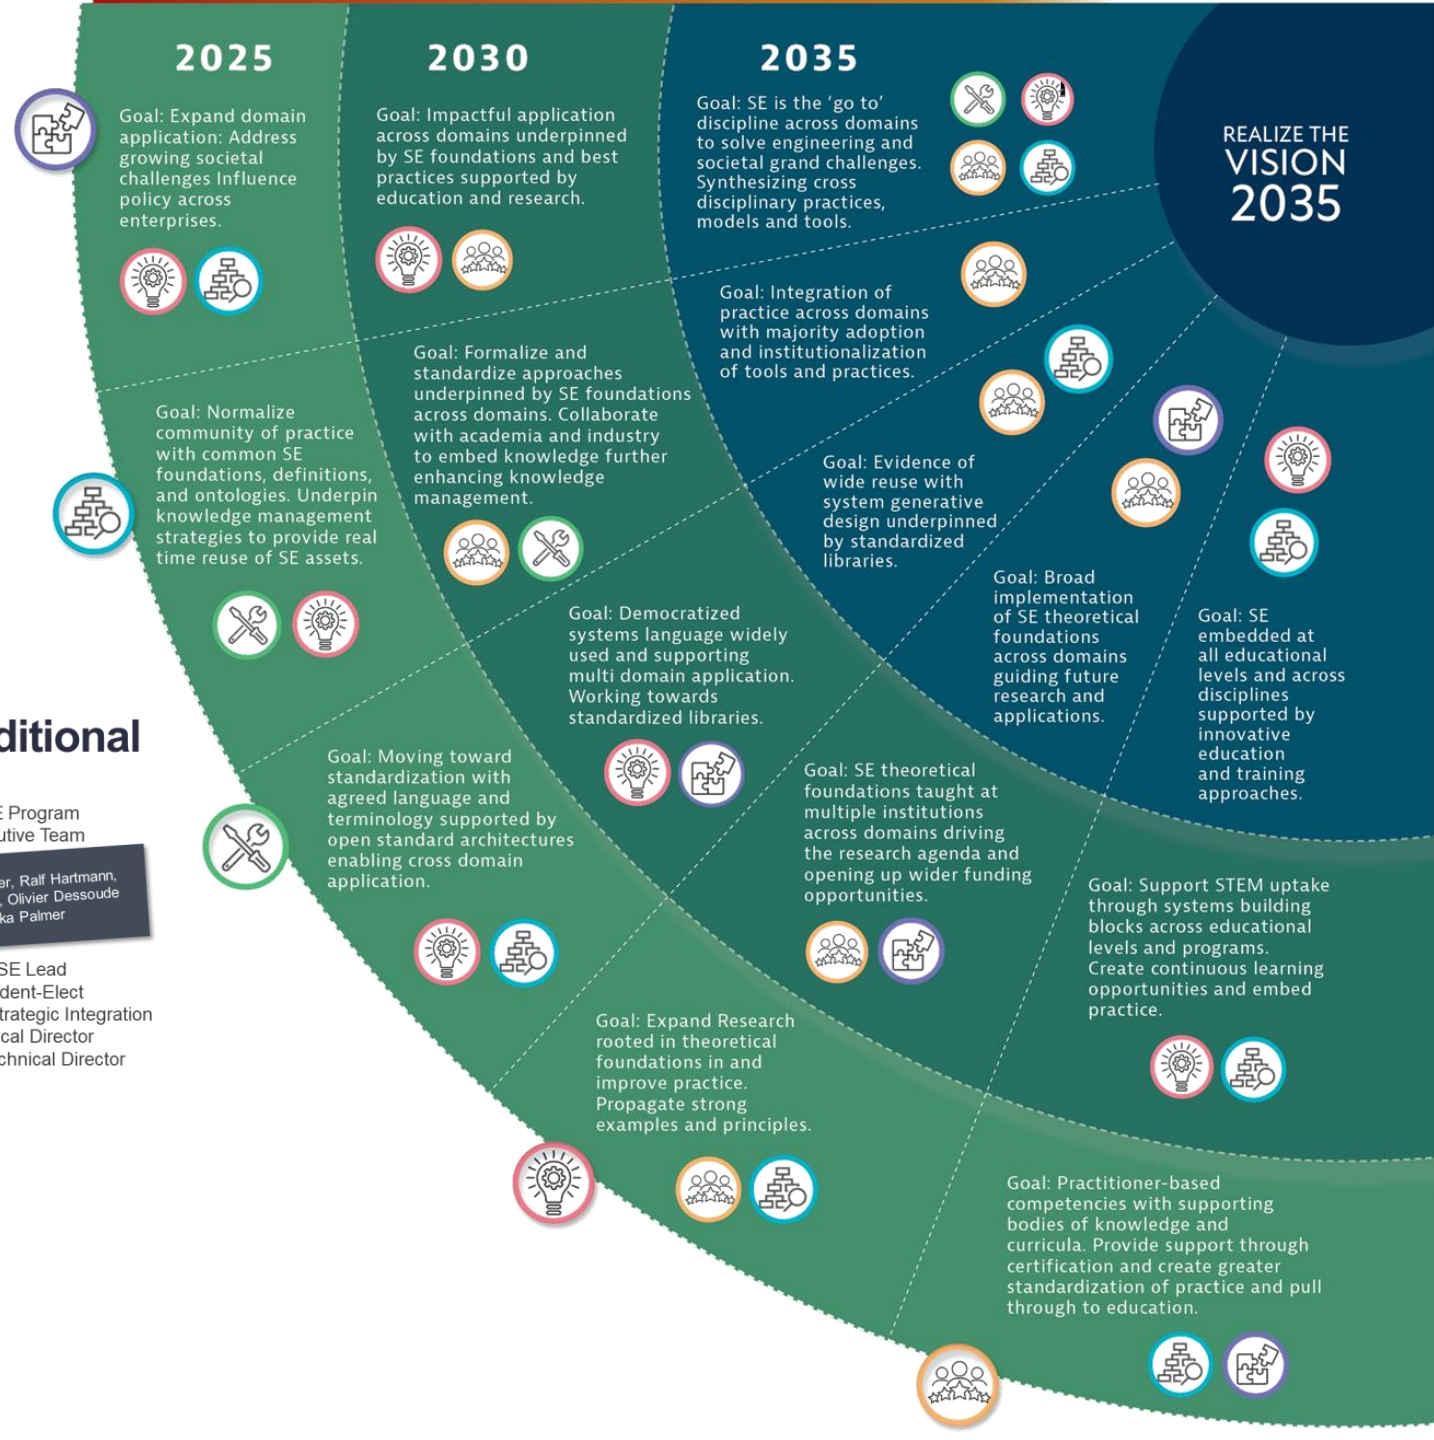 2025
Goal: Expand domain
application: Address
growing societal
challenges Influence
policy across
enterprises.
2030
Goal: Impactful application
across domains underpinned
by SE foundations and best
practices supported by
education and research.
2035
Goal: SE is the ‘go to’
discipline across domains
to solve engineering and
societal grand challenges.
Synthesizing cross
disciplinary practices,
models and tools.
REALIZE THE
VISION
2035
Goal: Normalize
community of practice
with common SE
foundations, definitions,
and ontologies. Underpin
knowledge management
strategies to provide real
time reuse of SE assets.
Goal: Formalize and
standardize approaches
underpinned by SE foundations
across domains. Collaborate
with academia and industry
to embed knowledge further
enhancing knowledge
management.
Goal: Integration of
practice across domains
with majority adoption
and institutionalization
of tools and practices.
Goal: Moving toward
standardization with
agreed language and
terminology supported by
open standard architectures
enabling cross domain
application.
Goal: Democratized
systems language widely
used and supporting
multi domain application.
Working towards
standardized libraries.
Goal: Evidence of
wide reuse with
system generative
design underpinned
by standardized
libraries.
Goal: Expand Research
rooted in theoretical
foundations in and
improve practice.
Propagate strong
examples and principles.
Goal: SE theoretical
foundations taught at
multiple institutions
across domains driving
the research agenda and
opening up wider funding
opportunities.
Goal: Broad
implementation
of SE theoretical
foundations
across domains
guiding future
research and
applications.
Goal: Practitioner-based
competencies with supporting
bodies of knowledge and
curricula. Provide support through
certification and create greater
standardization of practice and pull
through to education.
Goal: Support STEM uptake
through systems building
blocks across educational
levels and programs.
Create continuous learning
opportunities and embed
practice.
Goal: SE
embedded at
all educational
levels and across
disciplines
supported by
innovative
education
and training
approaches.
ditional
E Program
utive Team
er, Ralf Hartmann,
, Olivier Dessoude
ka Palmer
SE Lead
dent-Elect
trategic Integration
cal Director
chnical Director